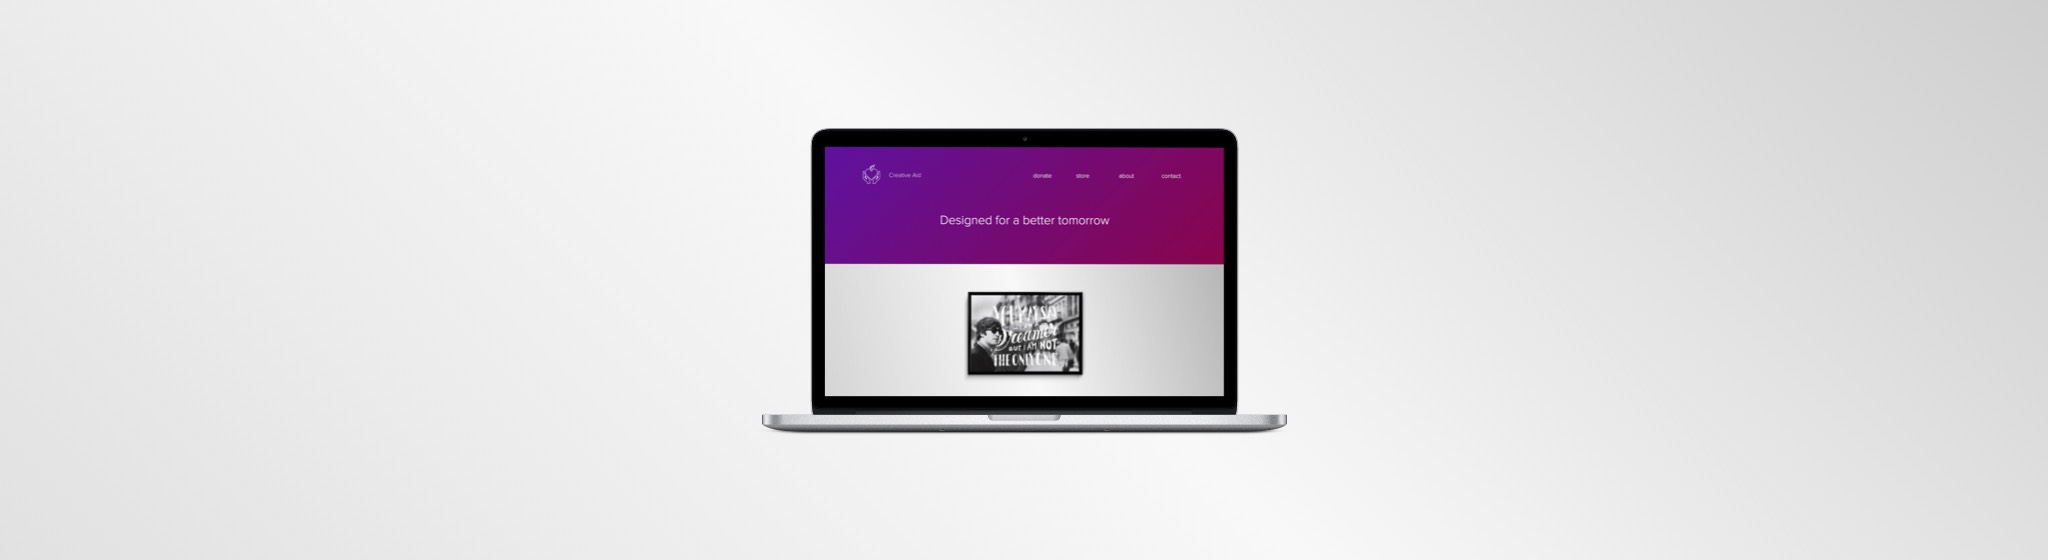 Creative Aid
donate store about contact
Designed for a better tomorrow
YOU MAY SAY
Dreamer
BUT I AM NOT
THE ONLY ONE